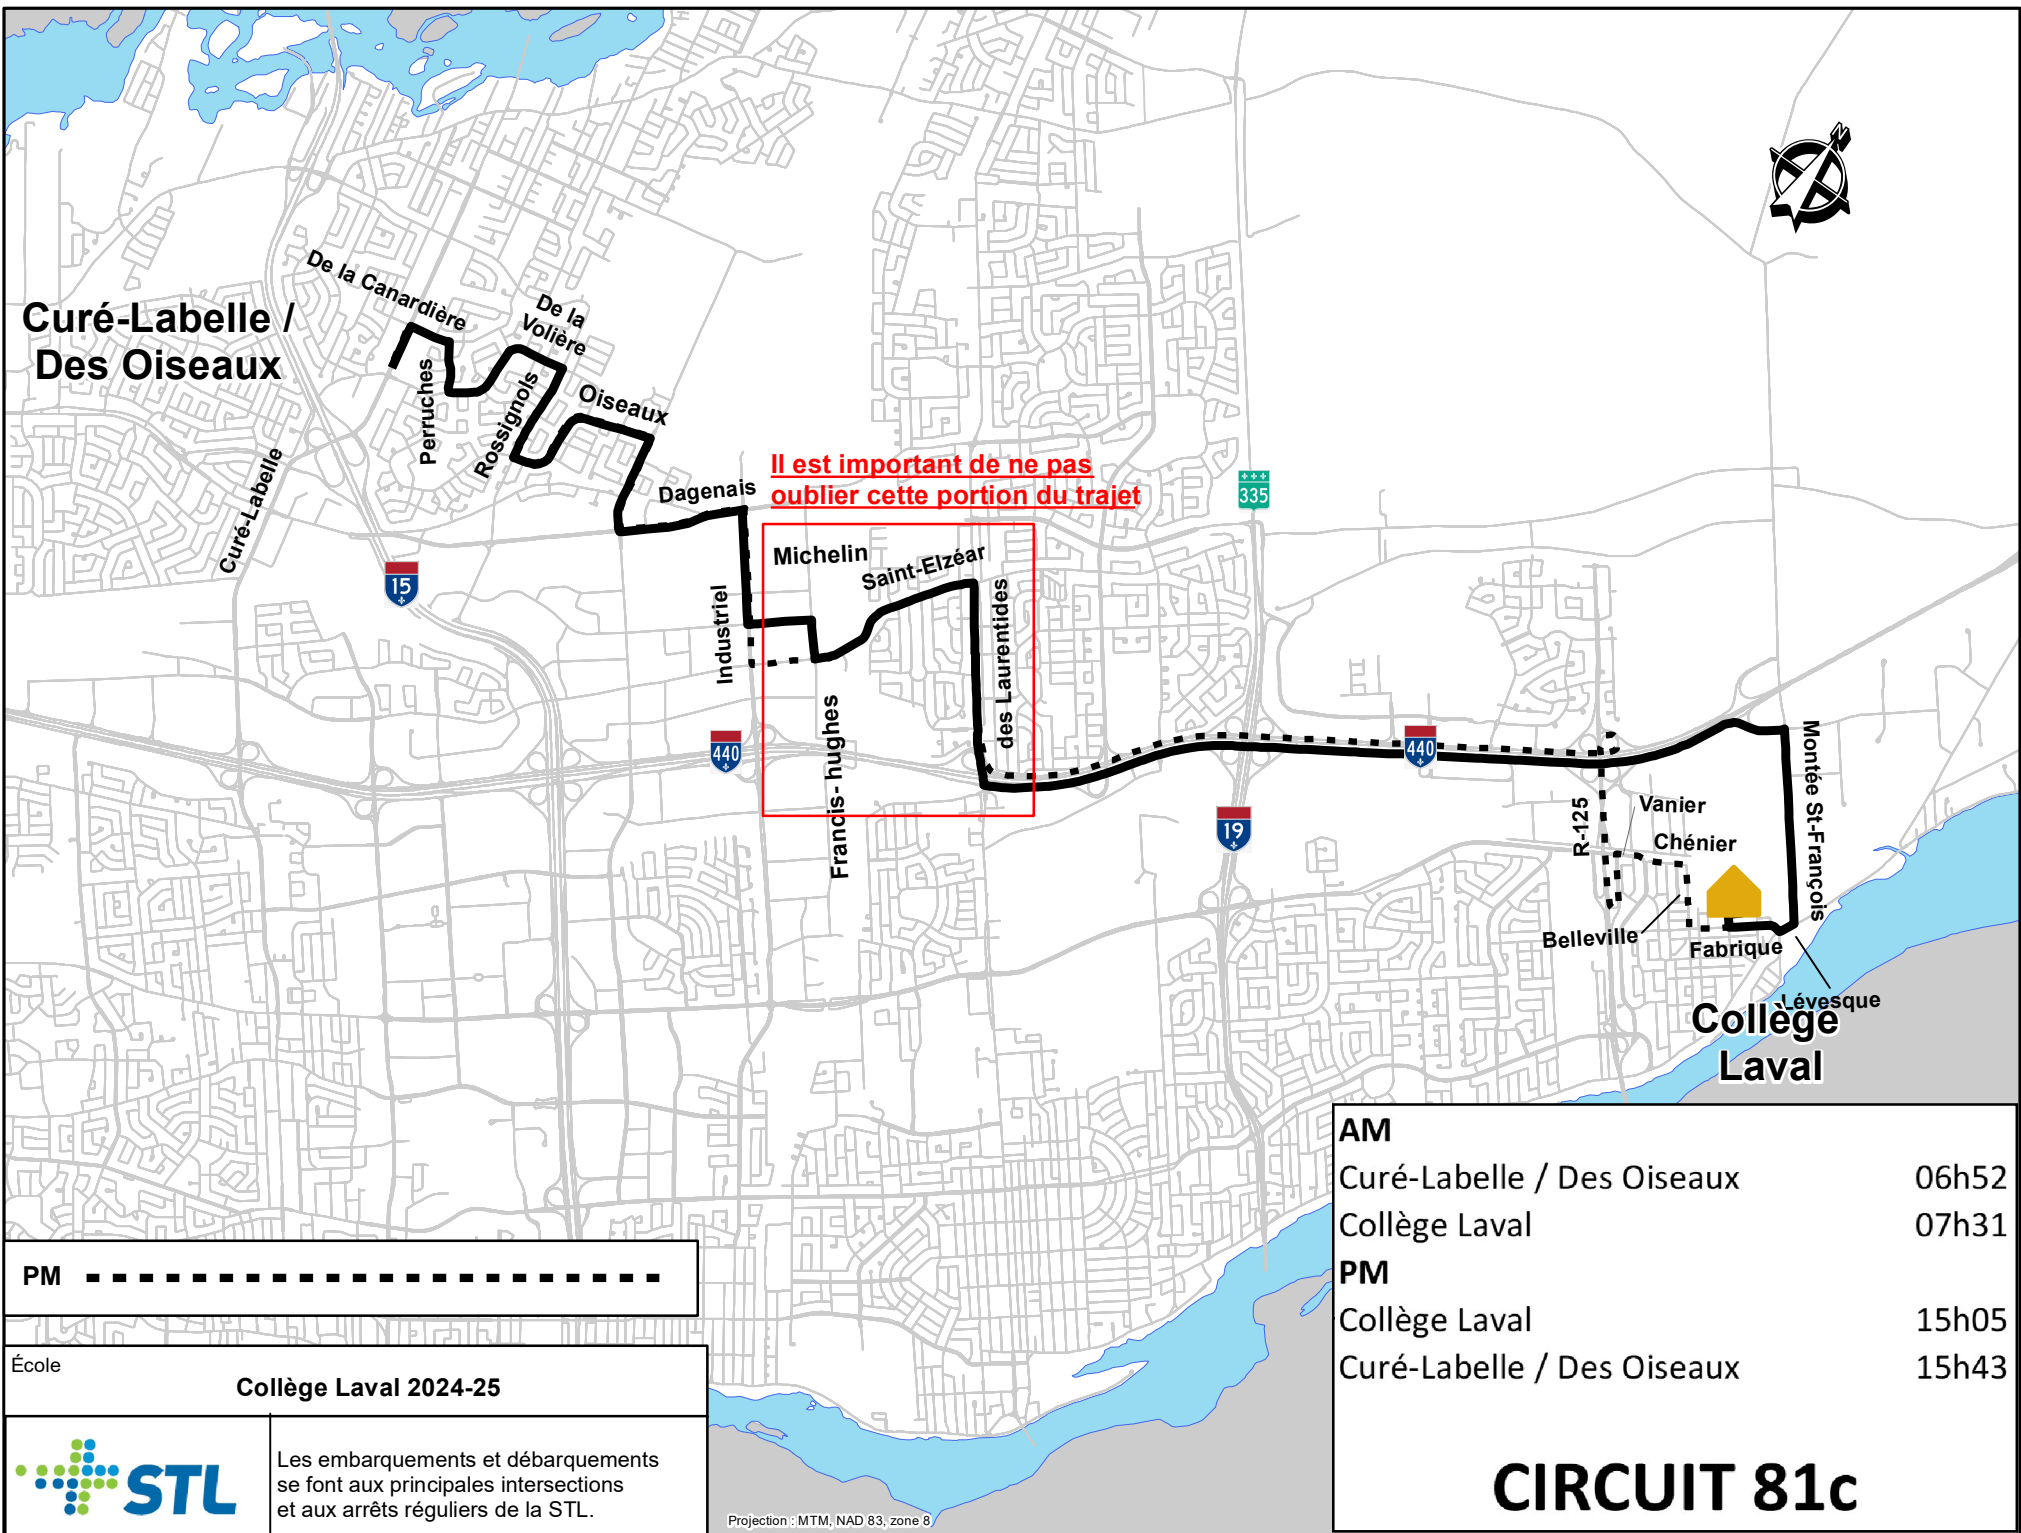 De la Canardière
De la
Volière
Curé-Labelle /
Des Oiseaux
Perruches
Rossignols
Oiseaux
Curé-Labelle
Dagenais
Il est important de ne pas
oublier cette portion du trajet
335
15
Michelin
Saint-Elzéar
Industriel
des Laurentides
Francis- hughes
440
440
19
Montée St-François
R-125
Vanier
Chénier
Belleville
Fabrique
Lévesque
Collège
Laval
N
AM
Curé-Labelle / Des Oiseaux 06h52
Collège Laval 07h31
PM
Collège Laval 15h05
Curé-Labelle / Des Oiseaux 15h43
CIRCUIT 81c
PM
École
Collège Laval 2024-25
STL
Les embarquements et débarquements
se font aux principales intersections
et aux arrêts réguliers de la STL.
Projection : MTM, NAD 83, zone 8